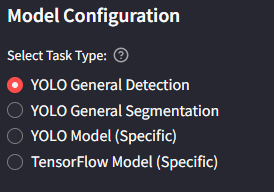 Model Configuration
Select Task Type: ?
YOLO General Detection
YOLO General Segmentation
YOLO Model (Specific)
TensorFlow Model (Specific)